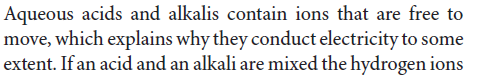 Aqueous acids and alkalis contain ions that are free to
move, which explains why they conduct electricity to some
extent. If an acid and an alkali are mixed the hydrogen ions